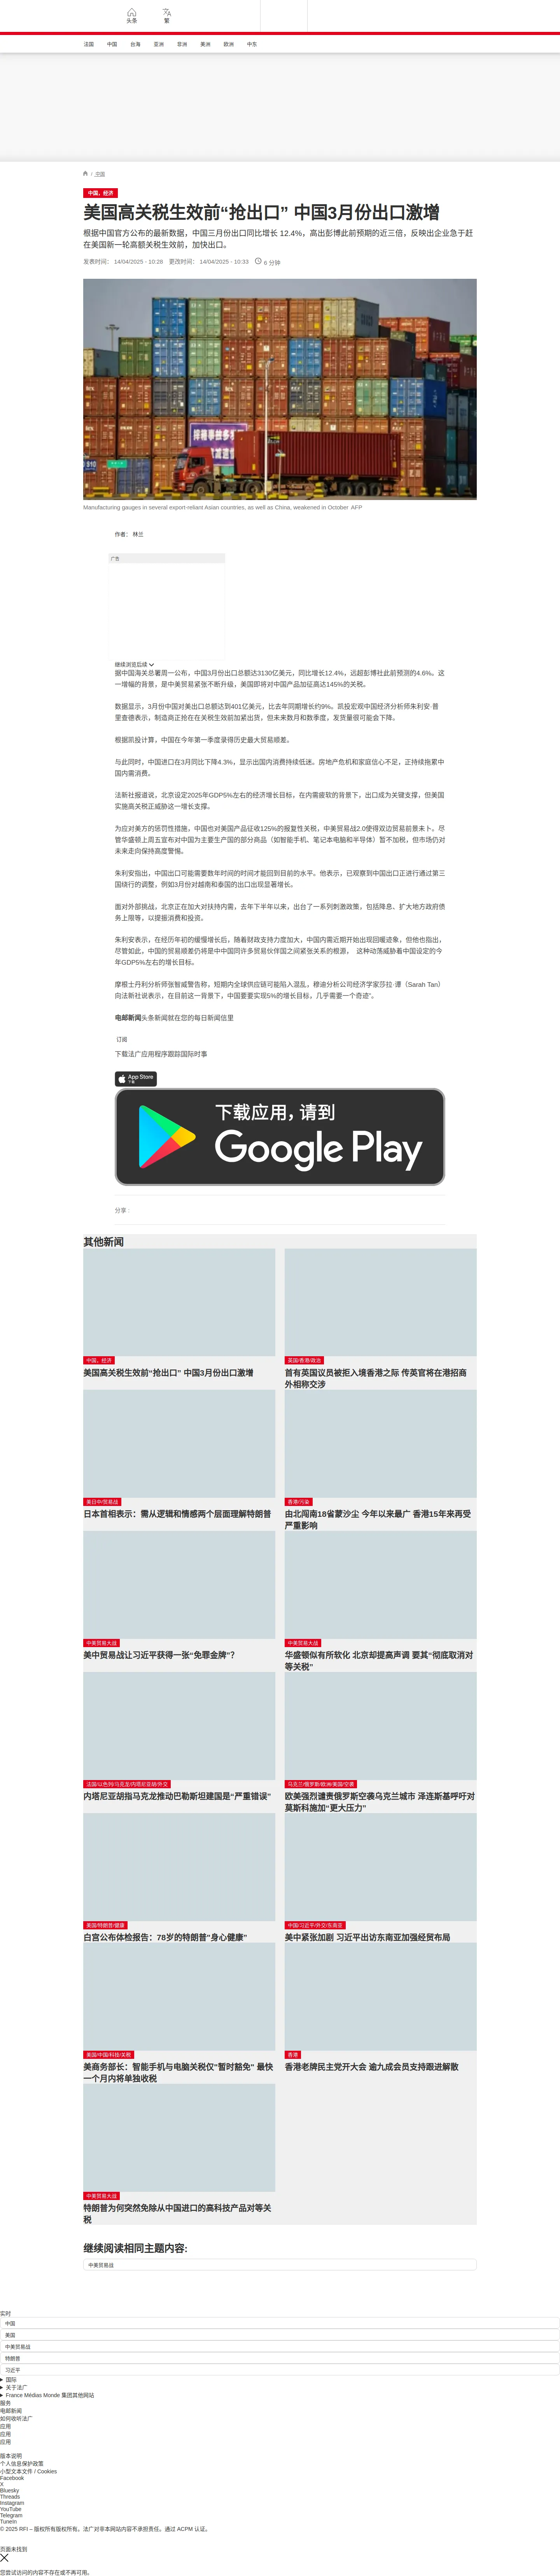 头条
繁
法国
中国
台海
亚洲
非洲
美洲
欧洲
中东
/ 中国
中国，经济
美国高关税生效前“抢出口” 中国3月份出口激增
根据中国官方公布的最新数据，中国三月份出口同比增长 12.4%，高出彭博此前预期的近三倍，反映出企业急于赶
在美国新一轮高额关税生效前，加快出口。
发表时间： 14/04/2025 - 10:28 更改时间： 14/04/2025 - 10:33 6 分钟
Manufacturing gauges in several export-reliant Asian countries, as well as China, weakened in October AFP
作者： 林兰
广告
继续浏览后续
据中国海关总署周一公布，中国3月份出口总额达3130亿美元，同比增长12.4%，远超彭博社此前预测的4.6%。这
一增幅的背景，是中美贸易紧张不断升级，美国即将对中国产品加征高达145%的关税。
数据显示，3月份中国对美出口总额达到401亿美元，比去年同期增长约9%。凯投宏观中国经济分析师朱利安·普
里查德表示，制造商正抢在在关税生效前加紧出货，但未来数月和数季度，发货量很可能会下降。
根据凯投计算，中国在今年第一季度录得历史最大贸易顺差。
与此同时，中国进口在3月同比下降4.3%，显示出国内消费持续低迷。房地产危机和家庭信心不足，正持续拖累中
国内需消费。
法新社报道说，北京设定2025年GDP5%左右的经济增长目标，在内需疲软的背景下，出口成为关键支撑，但美国
实施高关税正威胁这一增长支撑。
为应对美方的惩罚性措施，中国也对美国产品征收125%的报复性关税，中美贸易战2.0使得双边贸易前景未卜。尽
管华盛顿上周五宣布对中国为主要生产国的部分商品（如智能手机、笔记本电脑和半导体）暂不加税，但市场仍对
未来走向保持高度警惕。
朱利安指出，中国出口可能需要数年时间的时间才能回到目前的水平。他表示，已观察到中国出口正进行通过第三
国绕行的调整，例如3月份对越南和泰国的出口出现显著增长。
面对外部挑战，北京正在加大对扶持内需，去年下半年以来，出台了一系列刺激政策，包括降息、扩大地方政府债
务上限等，以提振消费和投资。
朱利安表示，在经历年初的缓慢增长后，随着财政支持力度加大，中国内需近期开始出现回暖迹象，但他也指出，
尽管如此，中国的贸易顺差仍将是中中国同许多贸易伙伴国之间紧张关系的根源， 这种动荡威胁着中国设定的今
年GDP5%左右的增长目标。
摩根士丹利分析师张智威警告称，短期内全球供应链可能陷入混乱，穆迪分析公司经济学家莎拉·谭（Sarah Tan）
向法新社说表示，在目前这一背景下，中国要要实现5%的增长目标，几乎需要一个奇迹”。
电邮新闻头条新闻就在您的每日新闻信里
订阅
下载法广应用程序跟踪国际时事
App Store
下载
下载应用，请到
Google Play
分享 :
其他新闻
中国，经济
美国高关税生效前“抢出口” 中国3月份出口激增
英国/香港/政治
首有英国议员被拒入境香港之际 传英官将在港招商
外相称交涉
美日中/贸易战
日本首相表示：需从逻辑和情感两个层面理解特朗普
香港/污染
由北闯南18省蒙沙尘 今年以来最广 香港15年来再受
严重影响
中美贸易大战
美中贸易战让习近平获得一张“免罪金牌”？
中美贸易大战
华盛顿似有所软化 北京却提高声调 要其“彻底取消对
等关税”
法国/以色列/马克龙/内塔尼亚胡/外交
内塔尼亚胡指马克龙推动巴勒斯坦建国是“严重错误”
乌克兰/俄罗斯/欧洲/美国/空袭
欧美强烈谴责俄罗斯空袭乌克兰城市 泽连斯基呼吁对
莫斯科施加“更大压力”
美国/特朗普/健康
白宫公布体检报告：78岁的特朗普“身心健康”
中国/习近平/外交/东南亚
美中紧张加剧 习近平出访东南亚加强经贸布局
美国/中国/科技/关税
美商务部长：智能手机与电脑关税仅"暂时豁免" 最快
一个月内将单独收税
香港
香港老牌民主党开大会 逾九成会员支持跟进解散
中美贸易大战
特朗普为何突然免除从中国进口的高科技产品对等关
税
继续阅读相同主题内容:
中美贸易战
实时
中国
美国
中美贸易战
特朗普
习近平
国际
关于法广
France Médias Monde 集团其他网站
服务
电邮新闻
如何收听法广
应用
应用
应用
版本说明
个人信息保护政策
小型文本文件 / Cookies
Facebook
X
Bluesky
Threads
Instagram
YouTube
Telegram
TuneIn
© 2025 RFI – 版权所有版权所有。法广对非本网站内容不承担责任。通过 ACPM 认证。
页面未找到
您尝试访问的内容不存在或不再可用。